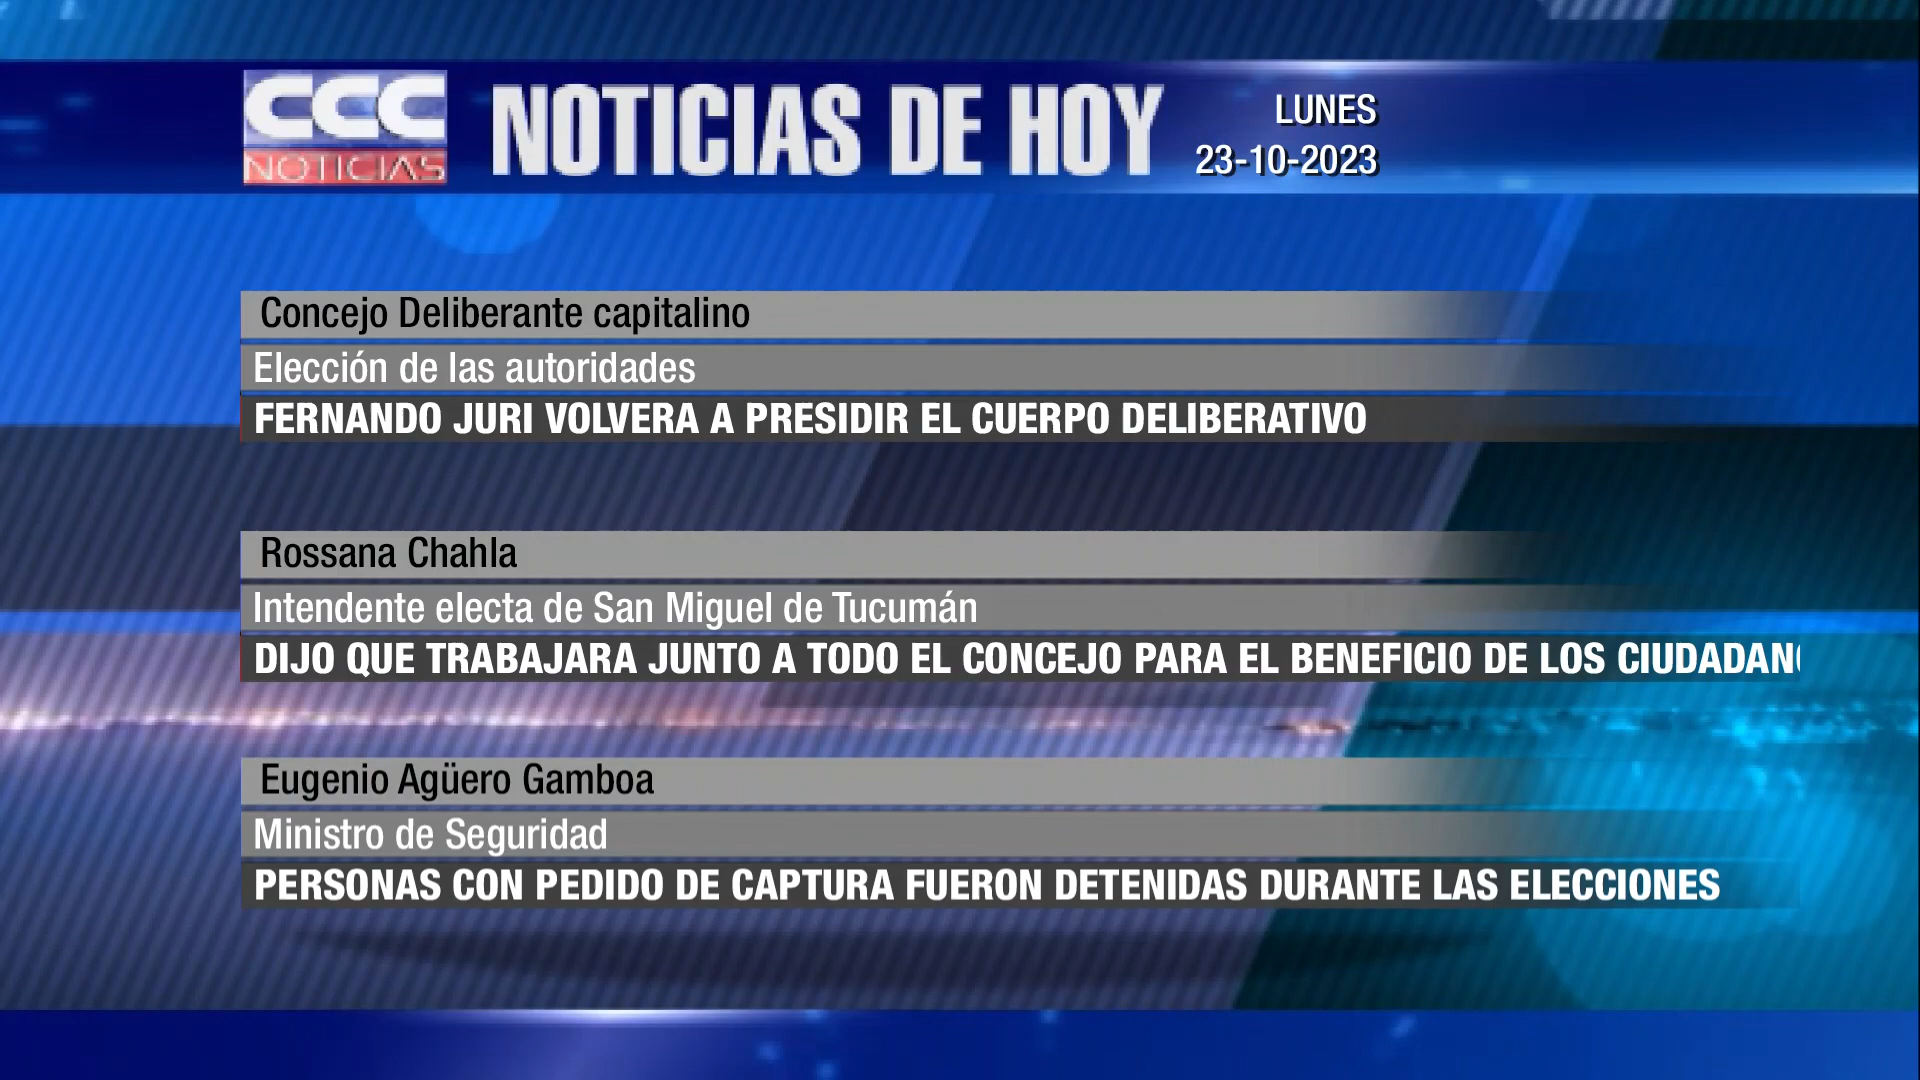 CCC
NOTICIAS
NOTICIAS DE HOY
LUNES
23-10-2023
Concejo Deliberante capitalino
Elección de las autoridades
FERNANDO JURI VOLVERA A PRESIDIR EL CUERPO DELIBERATIVO
Rossana Chahla
Intendente electa de San Miguel de Tucumán
DIJO QUE TRABAJARA JUNTO A TODO EL CONCEJO PARA EL BENEFICIO DE LOS
Eugenio Agüero Gamboa
Ministro de Seguridad
PERSONAS CON PEDIDO DE CAPTURA FUERON DETENIDAS DURANTE LAS ELECCIONES